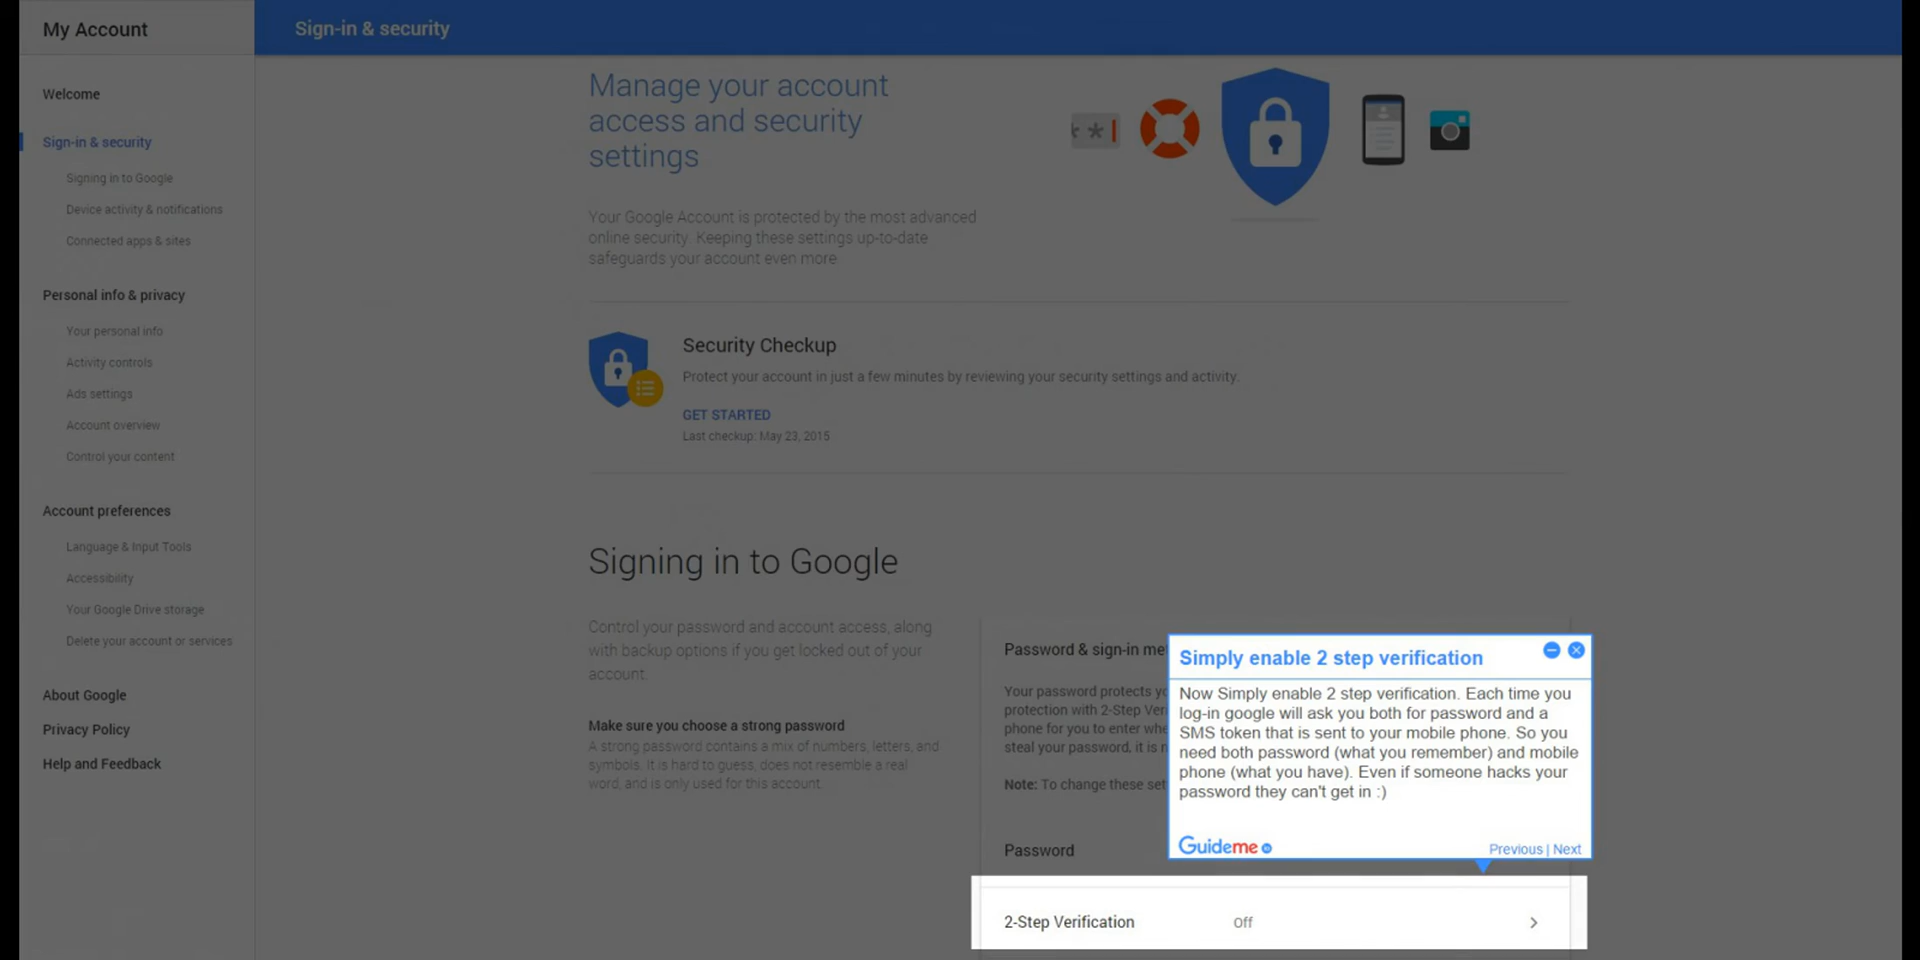 My Account
Sign-in & security
Welcome
Sign-in & security
Signing in to Google
Device activity & notifications
Connected apps & sites
Personal info & privacy
Your personal info
Activity controls
Ads settings
Account overview
Control your content
Account preferences
Language & Input Tools
Accessibility
Your Google Drive storage
Delete your account or services
About Google
Privacy Policy
Help and Feedback
Manage your account
access and security
settings
Your Google Account is protected by the most advanced
online security. Keeping these settings up-to-date
safeguards your account even more.
Security Checkup
Protect your account in just a few minutes by reviewing your security settings and activity.
GET STARTED
Last checkup: May 23, 2015
Signing in to Google
Control your password and account access, along
with backup options if you get locked out of your
account.
Make sure you choose a strong password
A strong password contains a mix of numbers, letters, and
symbols. It is hard to guess, does not resemble a real
word, and is only used for this account.
Password & sign-in me
Your password protects
protection with 2-Step
phone for you to enter
steal your password, it is
Note: To change these
Password
Simply enable 2 step verification
Now Simply enable 2 step verification. Each time you
log-in google will ask you both for password and a
SMS token that is sent to your mobile phone. So you
need both password (what you remember) and mobile
phone (what you have). Even if someone hacks your
password they can't get in :)
Guideme
Previous | Next
2-Step Verification
Off